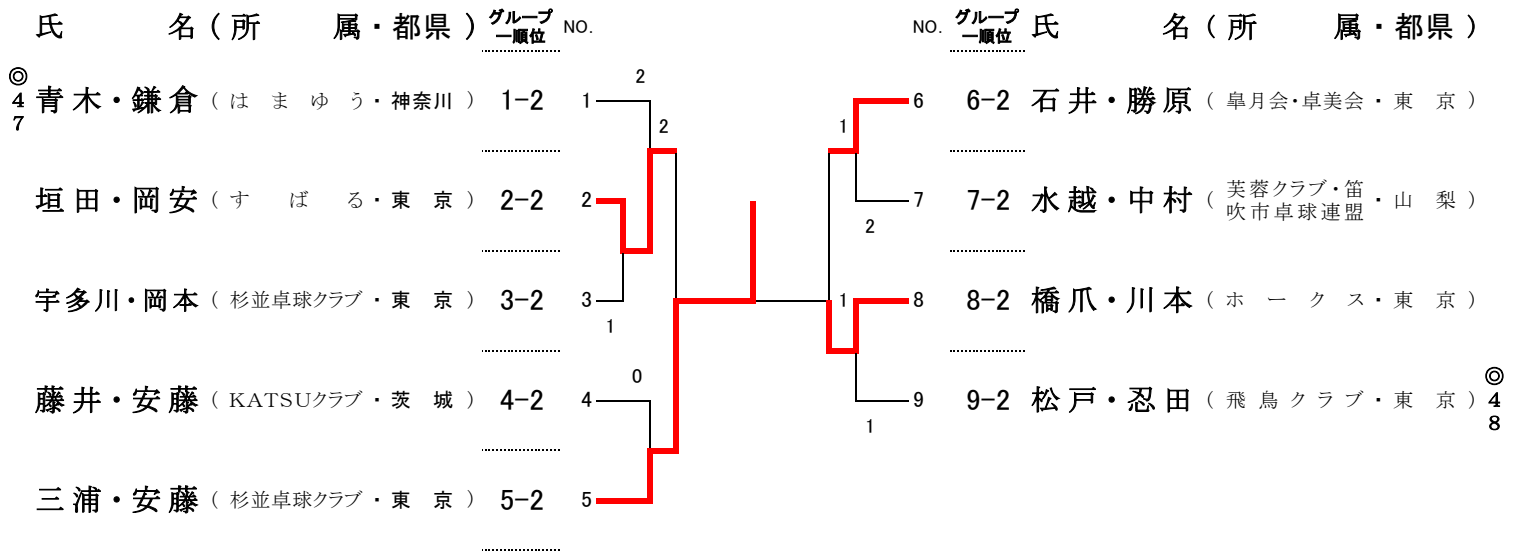 氏 名 ( 所 属 ・ 都県 ) グループ一順位 NO.
◎47 青木・鎌倉 ( はまゆう ・ 神奈川 ) 1-2 1
垣田・岡安 ( すばる ・ 東京 ) 2-2 2
宇多川・岡本 ( 杉並卓球クラブ ・ 東京 ) 3-2 3
藤井・安藤 ( KATSUクラブ ・ 茨城 ) 4-2 4
三浦・安藤 ( 杉並卓球クラブ ・ 東京 ) 5-2 5
2
2
1
0
NO. グループ一順位 氏 名 ( 所 属 ・ 都県 )
6 6-2 石井・勝原 ( 皐月会・卓美会 ・ 東京 )
7 7-2 水越・中村 ( 芙蓉クラブ・笛吹市卓球連盟 ・ 山梨 )
8 8-2 橋爪・川本 ( ホークス ・ 東京 )
9 9-2 松戸・忍田 ( 飛鳥クラブ ・ 東京 ) ◎48
1
2
1
1